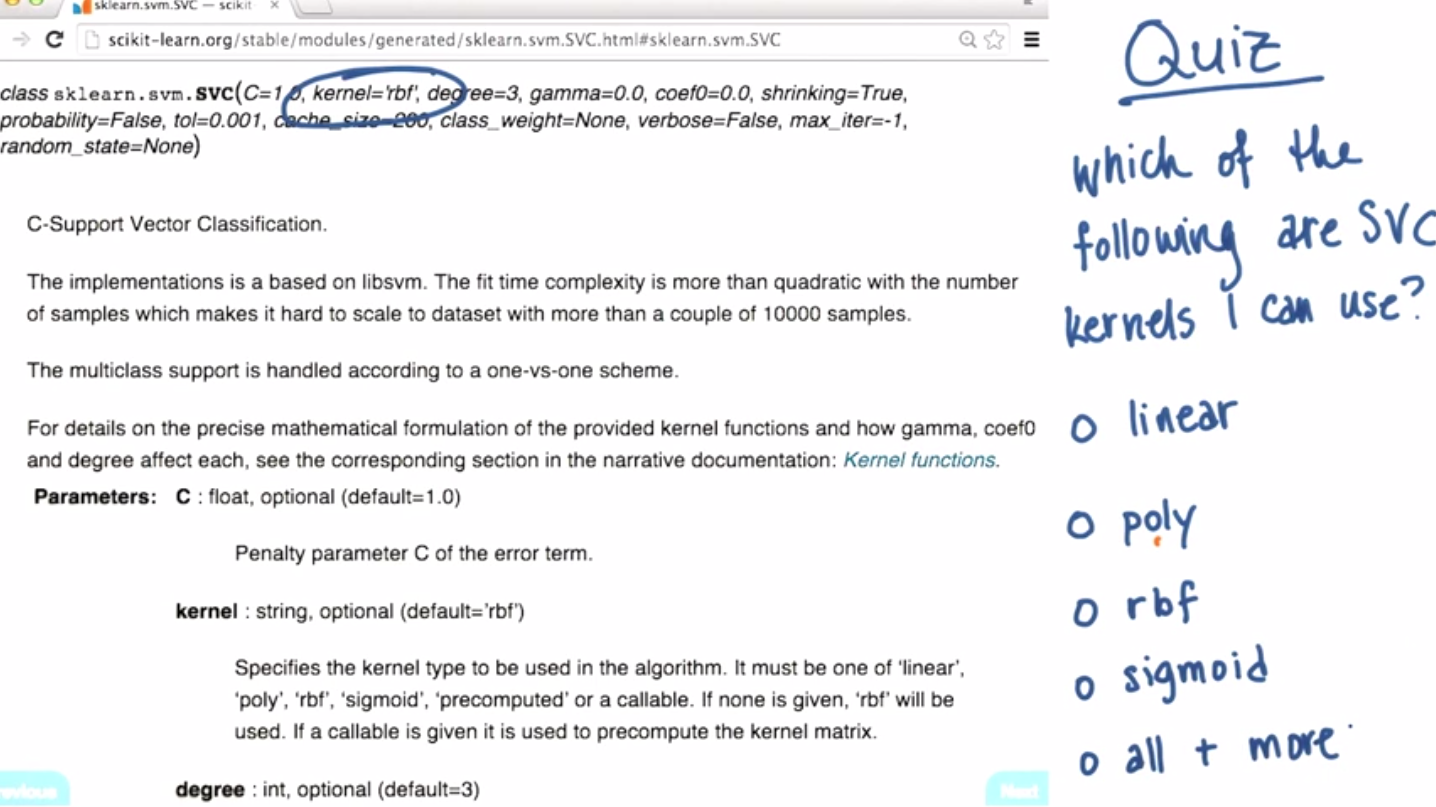 sklearn.svm.SVC — scikit ×
scikit-learn.org/stable/modules/generated/sklearn.svm.SVC.html#sklearn.svm.SVC
class sklearn.svm.SVC(C=1.0, kernel='rbf', degree=3, gamma=0.0, coef0=0.0, shrinking=True,
probability=False, tol=0.001, cache_size=200, class_weight=None, verbose=False, max_iter=-1,
random_state=None)
C-Support Vector Classification.
The implementations is a based on libsvm. The fit time complexity is more than quadratic with the number
of samples which makes it hard to scale to dataset with more than a couple of 10000 samples.
The multiclass support is handled according to a one-vs-one scheme.
For details on the precise mathematical formulation of the provided kernel functions and how gamma, coef0
and degree affect each, see the corresponding section in the narrative documentation: Kernel functions.
Parameters: C : float, optional (default=1.0)
Penalty parameter C of the error term.
kernel : string, optional (default='rbf')
Specifies the kernel type to be used in the algorithm. It must be one of 'linear',
'poly', 'rbf', 'sigmoid', 'precomputed' or a callable. If none is given, 'rbf' will be
used. If a callable is given it is used to precompute the kernel matrix.
degree : int, optional (default=3)
Next
Quiz
which of the
following are SVC
kernels I can use?
linear
poly
rbf
sigmoid
all + more